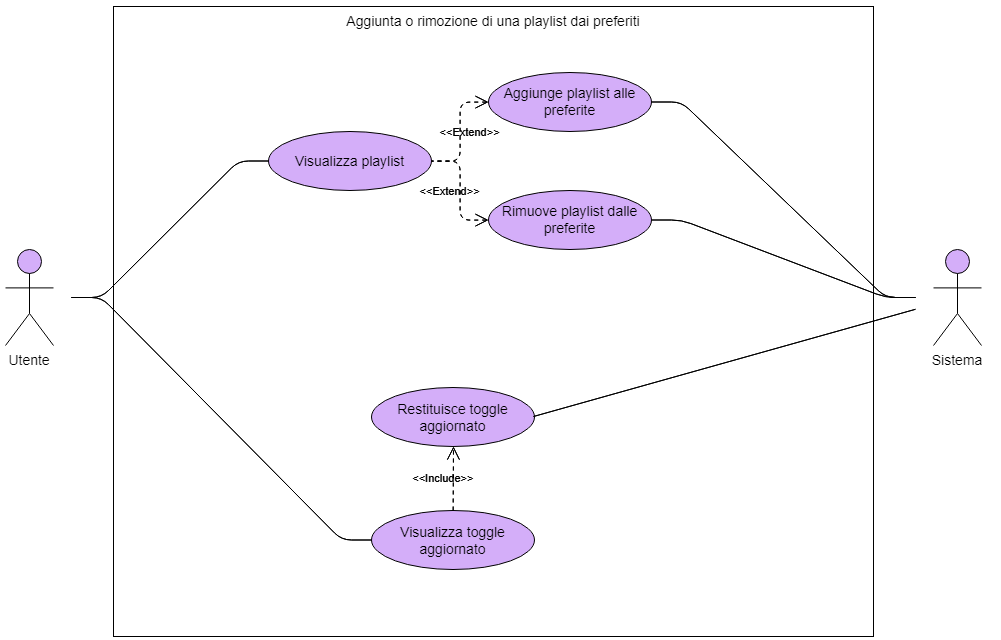 Aggiunta o rimozione di una playlist dai preferiti
Aggiunge playlist alle
preferite
<<Extend>>
Visualizza playlist
<<Extend>>
Rimuove playlist dalle
preferite
Utente
Sistema
Restituisce toggle
aggiornato
<<Include>>
Visualizza toggle
aggiornato